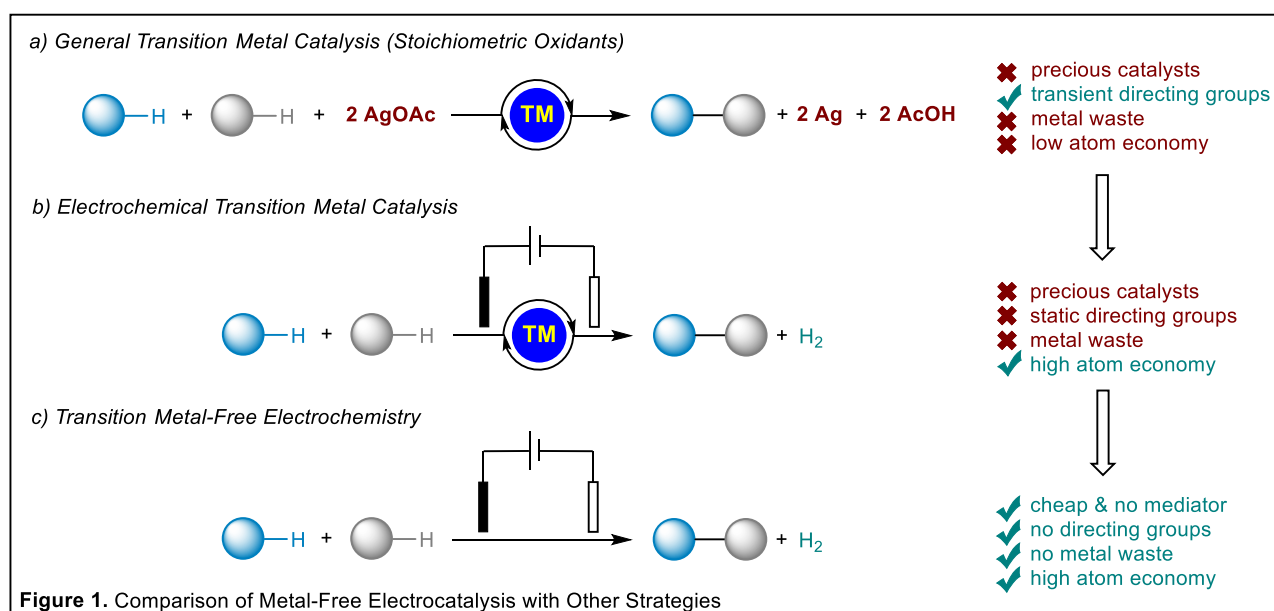 a) General Transition Metal Catalysis (Stoichiometric Oxidants)
H + H + 2 AgOAc TM + 2 Ag + 2 AcOH
✖ precious catalysts
✓ transient directing groups
✖ metal waste
✖ low atom economy
b) Electrochemical Transition Metal Catalysis
H + H TM + H₂
✖ precious catalysts
✖ static directing groups
✖ metal waste
✓ high atom economy
c) Transition Metal-Free Electrochemistry
H + H + H₂
✓ cheap & no mediator
✓ no directing groups
✓ no metal waste
✓ high atom economy
Figure 1. Comparison of Metal-Free Electrocatalysis with Other Strategies